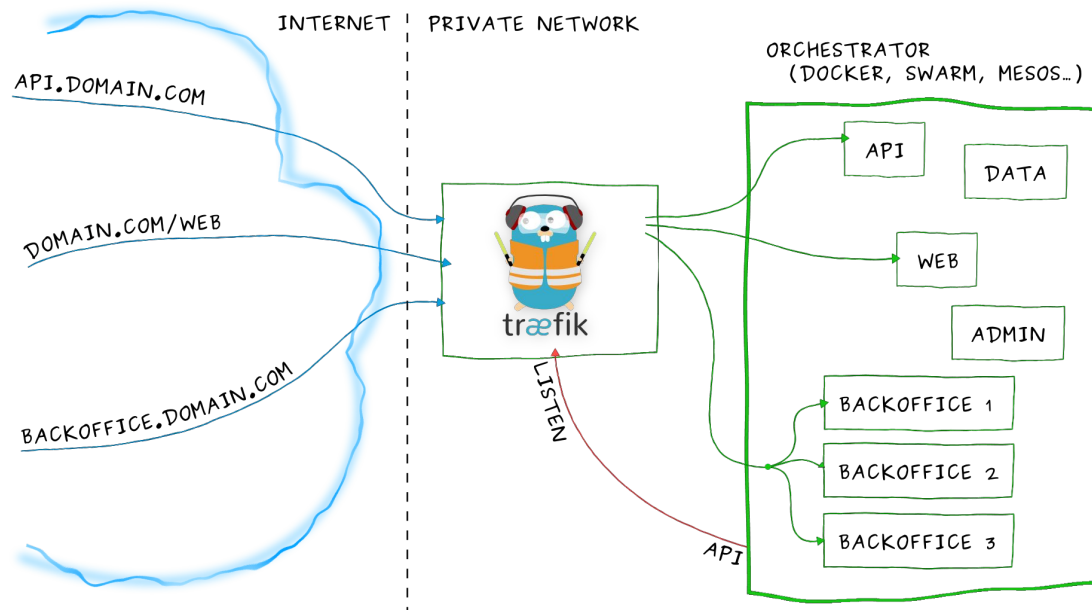 INTERNET
PRIVATE NETWORK
ORCHESTRATOR
(DOCKER, SWARM, MESOS...)
API.DOMAIN.COM
DOMAIN.COM/WEB
BACKOFFICE.DOMAIN.COM
træfik
LISTEN
API
API
DATA
WEB
ADMIN
BACKOFFICE 1
BACKOFFICE 2
BACKOFFICE 3